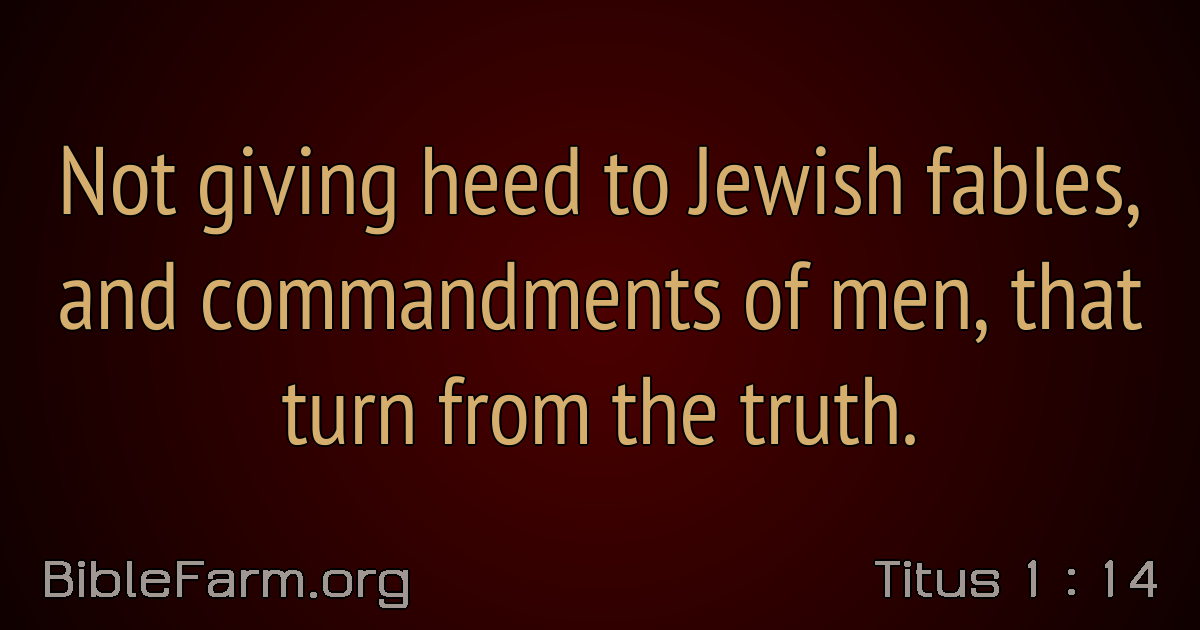 Not giving heed to Jewish fables,
and commandments of men, that
turn from the truth.
BibleFarm.org
Titus 1 : 14